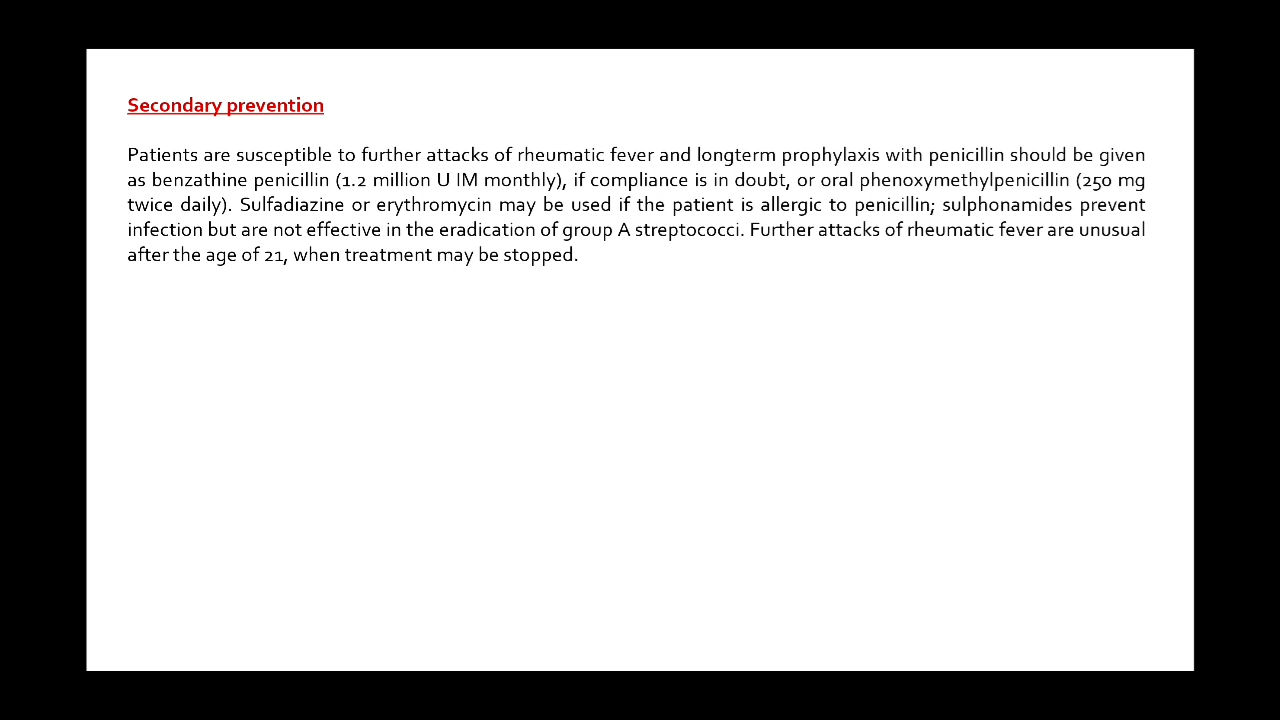 Secondary prevention
Patients are susceptible to further attacks of rheumatic fever and longterm prophylaxis with penicillin should be given
as benzathine penicillin (1.2 million U IM monthly), if compliance is in doubt, or oral phenoxymethylpenicillin (250 mg
twice daily). Sulfadiazine or erythromycin may be used if the patient is allergic to penicillin; sulphonamides prevent
infection but are not effective in the eradication of group A streptococci. Further attacks of rheumatic fever are unusual
after the age of 21, when treatment may be stopped.